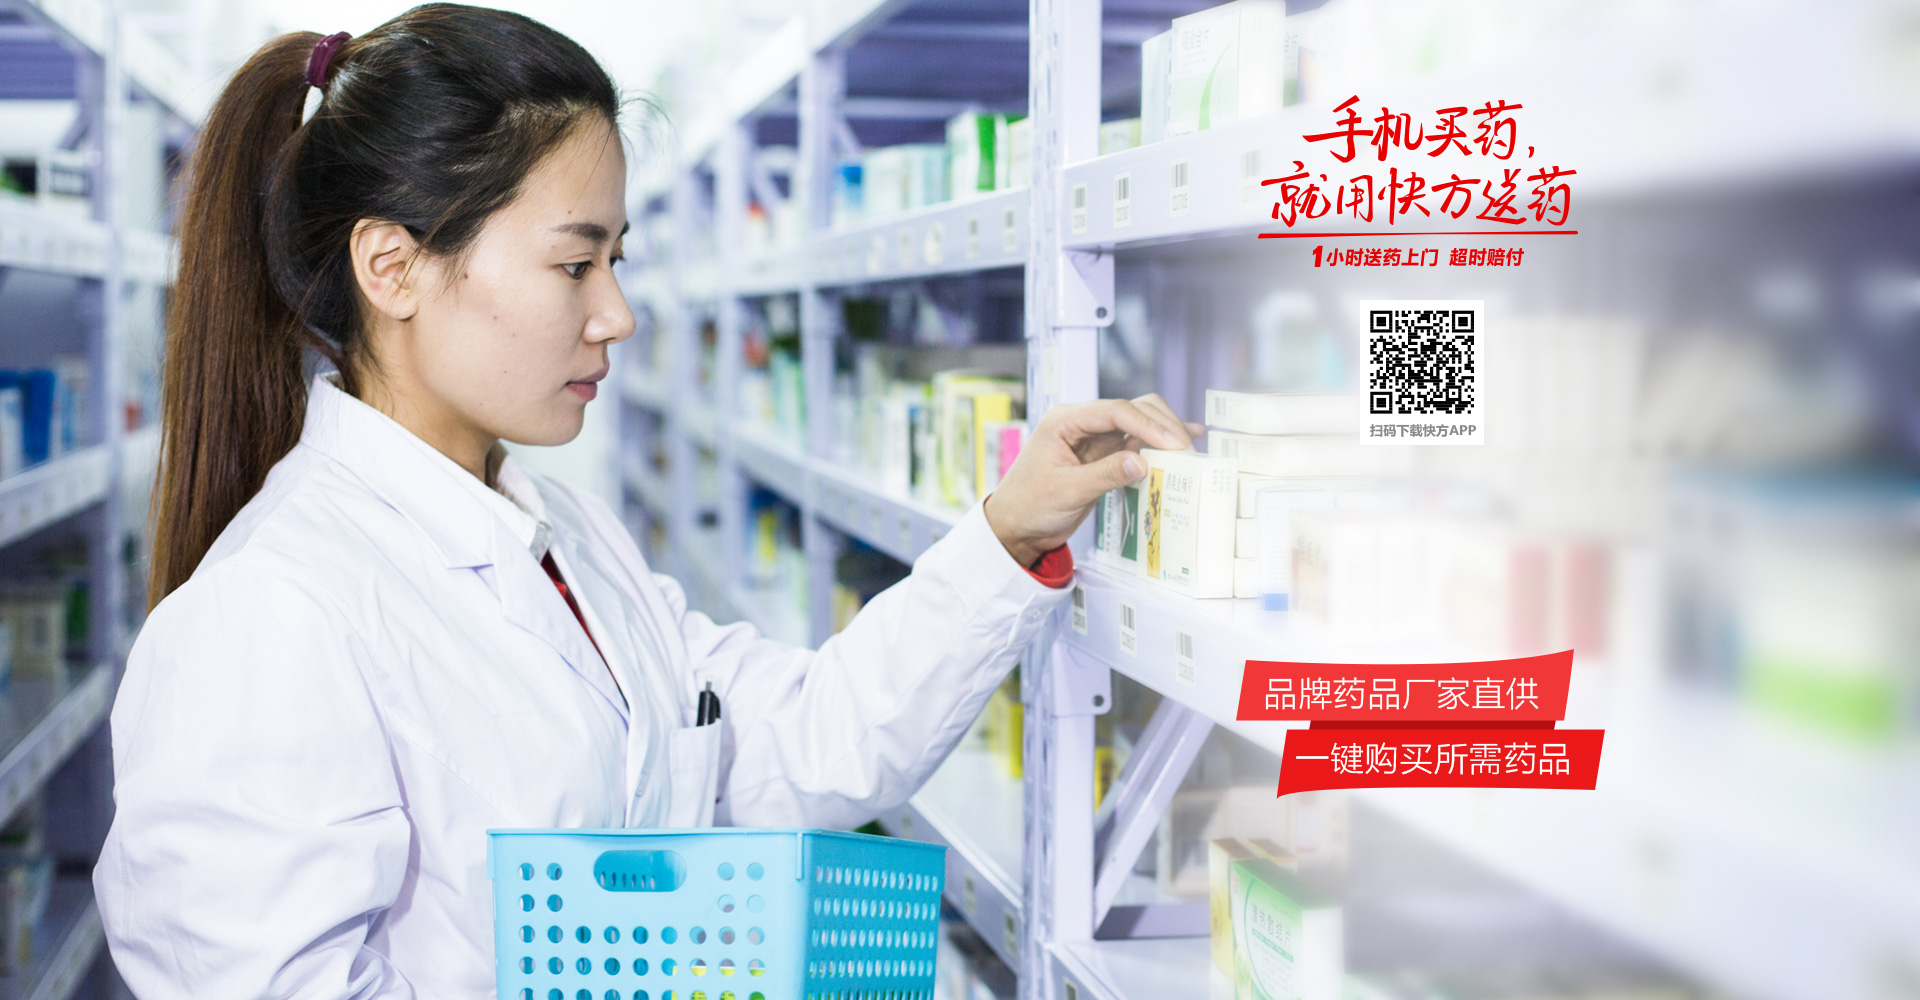 手机买药，
就用快方送药
1小时送药上门 超时赔付
扫码下载快方APP
品牌药品厂家直供
一键购买所需药品